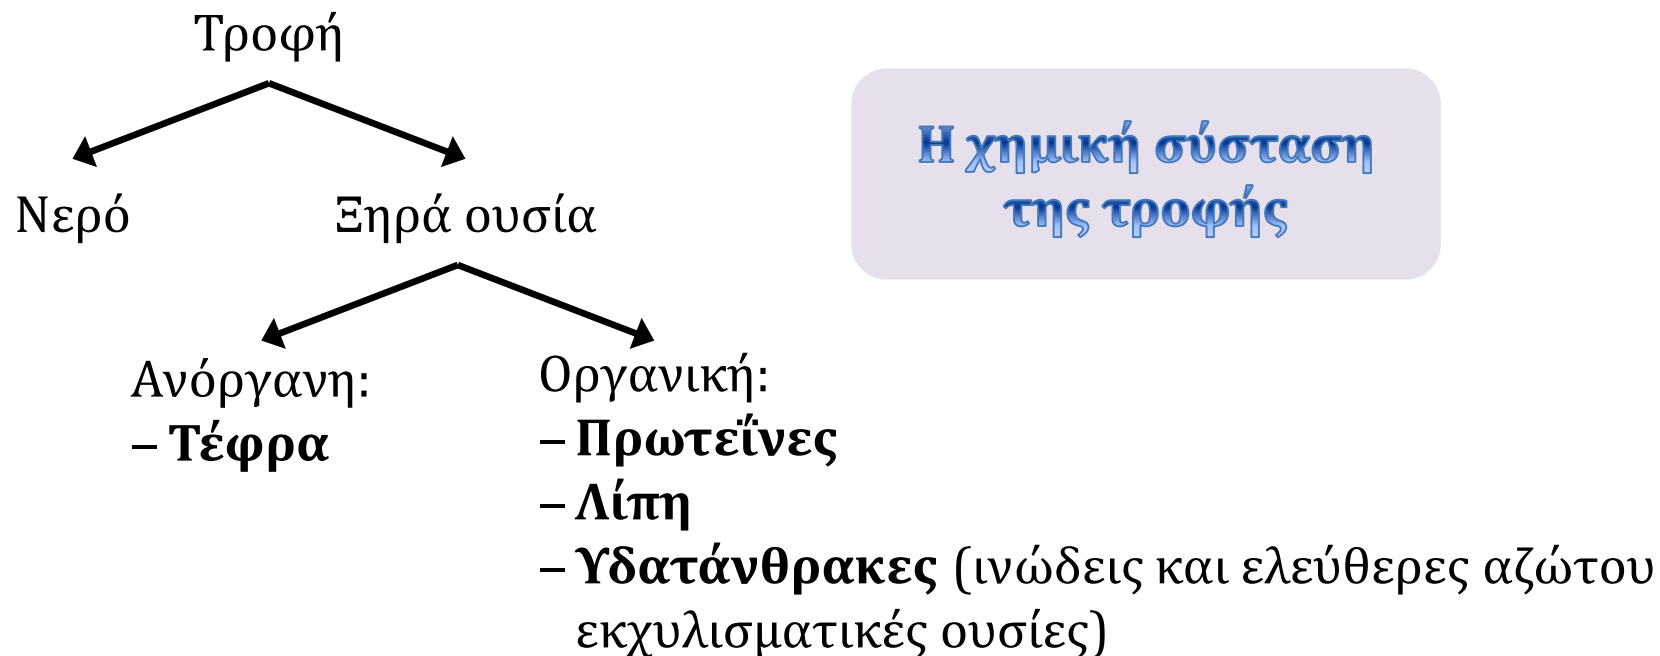 Τροφή
Η χημική σύσταση
της τροφής
Νερό
Ξηρά ουσία
Ανόργανη:
– Τέφρα
Οργανική:
– Πρωτεΐνες
– Λίπη
– Υδατάνθρακες (ινώδεις και ελεύθερες αζώτου
εκχυλισματικές ουσίες)